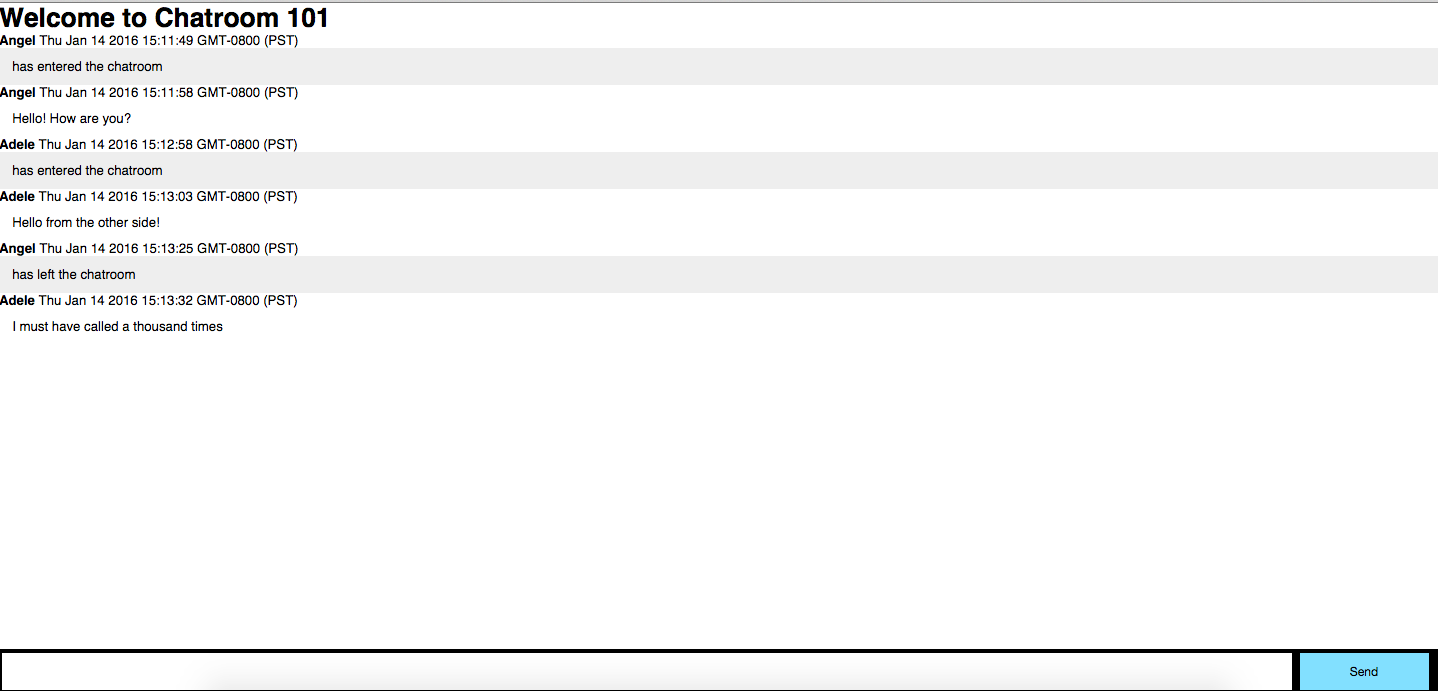 Welcome to Chatroom 101
Angel Thu Jan 14 2016 15:11:49 GMT-0800 (PST)
has entered the chatroom
Angel Thu Jan 14 2016 15:11:58 GMT-0800 (PST)
Hello! How are you?
Adele Thu Jan 14 2016 15:12:58 GMT-0800 (PST)
has entered the chatroom
Adele Thu Jan 14 2016 15:13:03 GMT-0800 (PST)
Hello from the other side!
Angel Thu Jan 14 2016 15:13:25 GMT-0800 (PST)
has left the chatroom
Adele Thu Jan 14 2016 15:13:32 GMT-0800 (PST)
I must have called a thousand times
Send